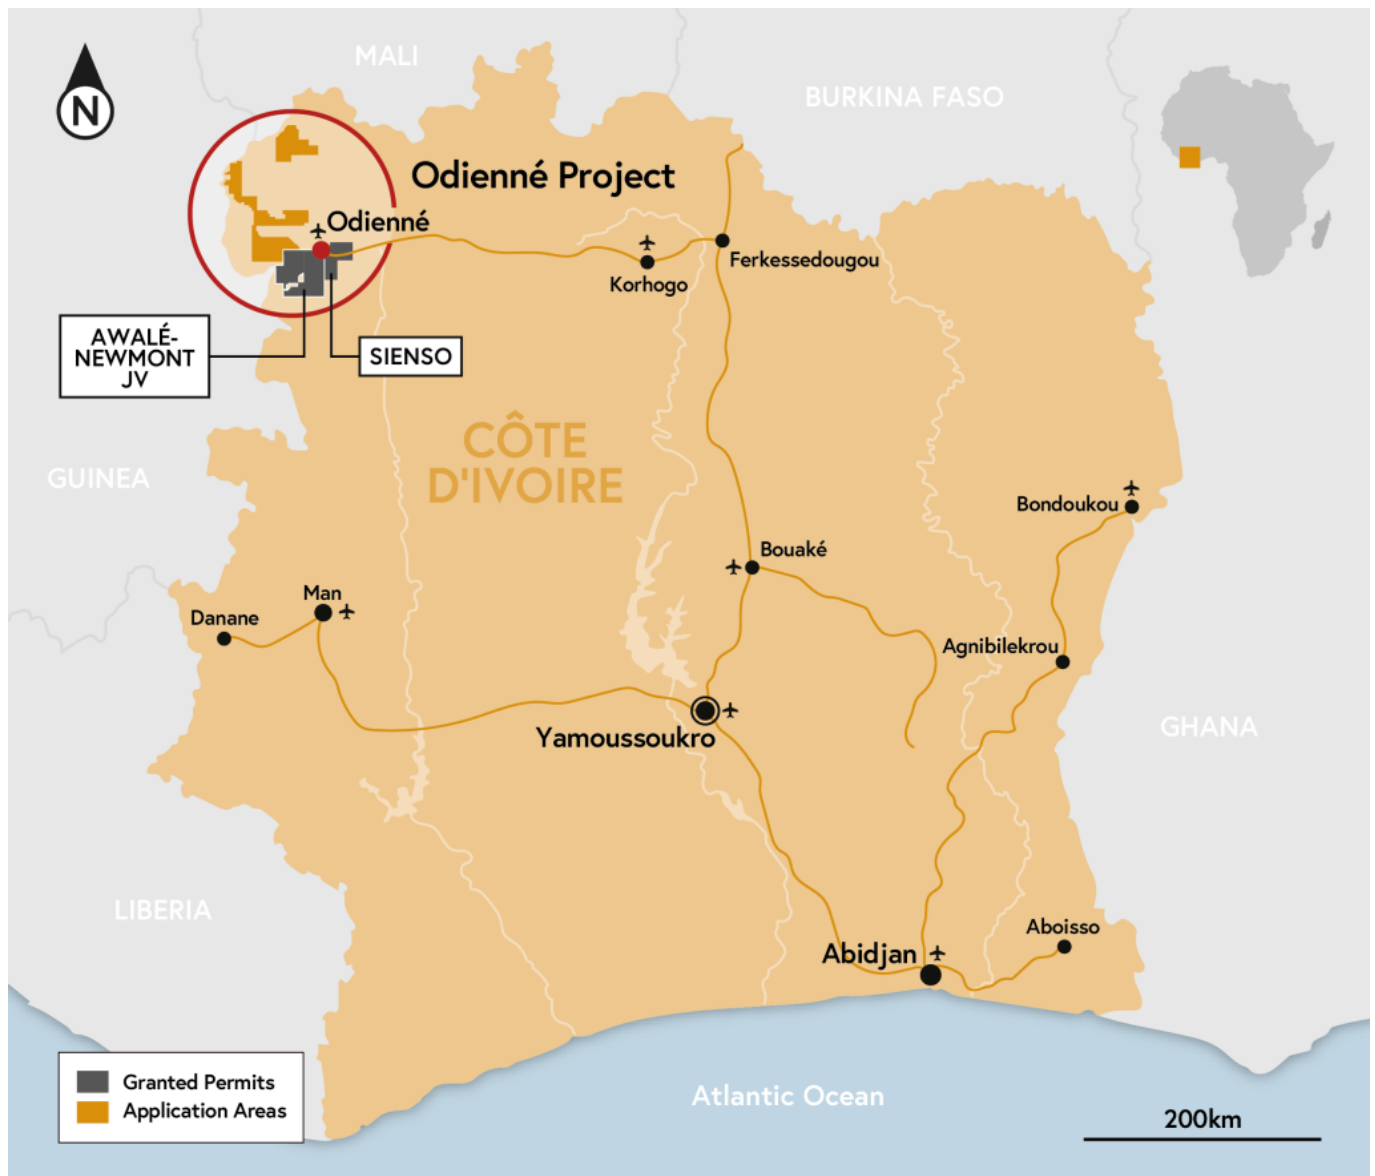 MALI
BURKINA FASO
N
Odienné Project
Odienné
Ferkessedougou
Korhogo
AWALÉ-
NEWMONT
JV
SIENSO
CÔTE
D'IVOIRE
GUINEA
Bondoukou
Bouaké
Man
Danane
Agnibilekrou
Yamoussoukro
GHANA
LIBERIA
Aboisso
Abidjan
Granted Permits
Application Areas
Atlantic Ocean
200km